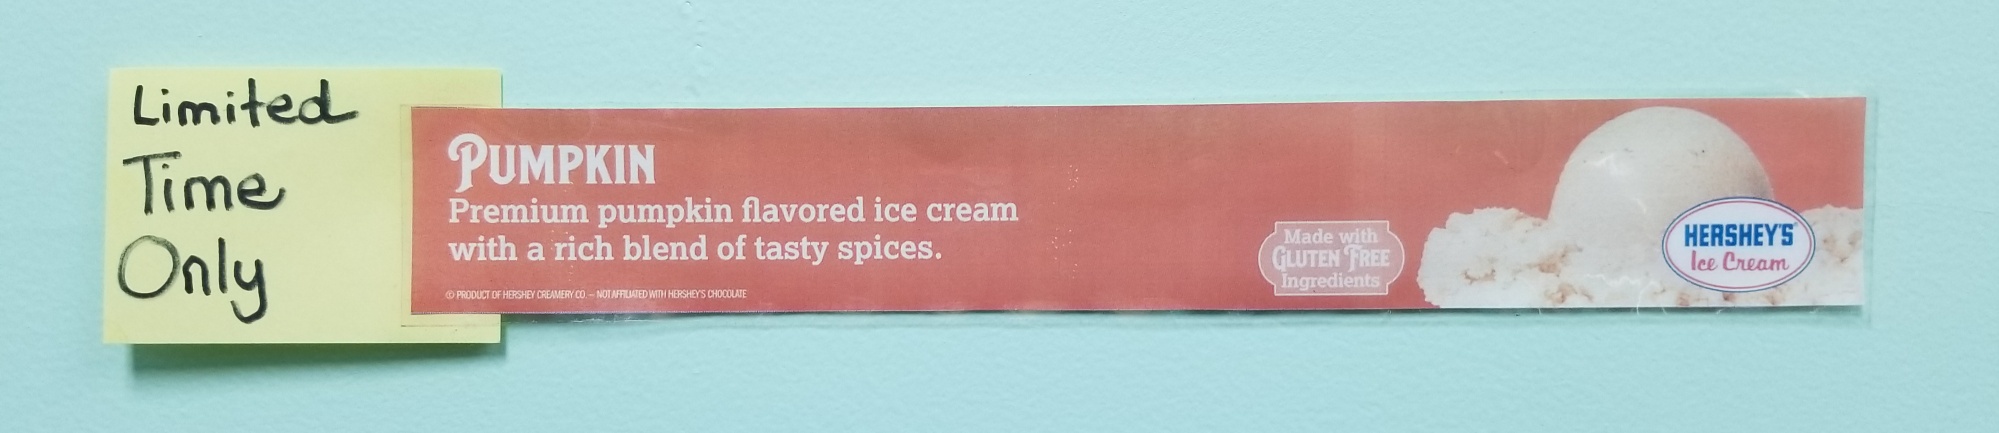 Limited
Time
Only
PUMPKIN
Premium pumpkin flavored ice cream
with a rich blend of tasty spices.
© PRODUCT OF HERSHEY CREAMERY CO. – NOT AFFILIATED WITH HERSHEY'S CHOCOLATE
Made with
GLUTEN FREE
Ingredients
HERSHEY'S
Ice Cream